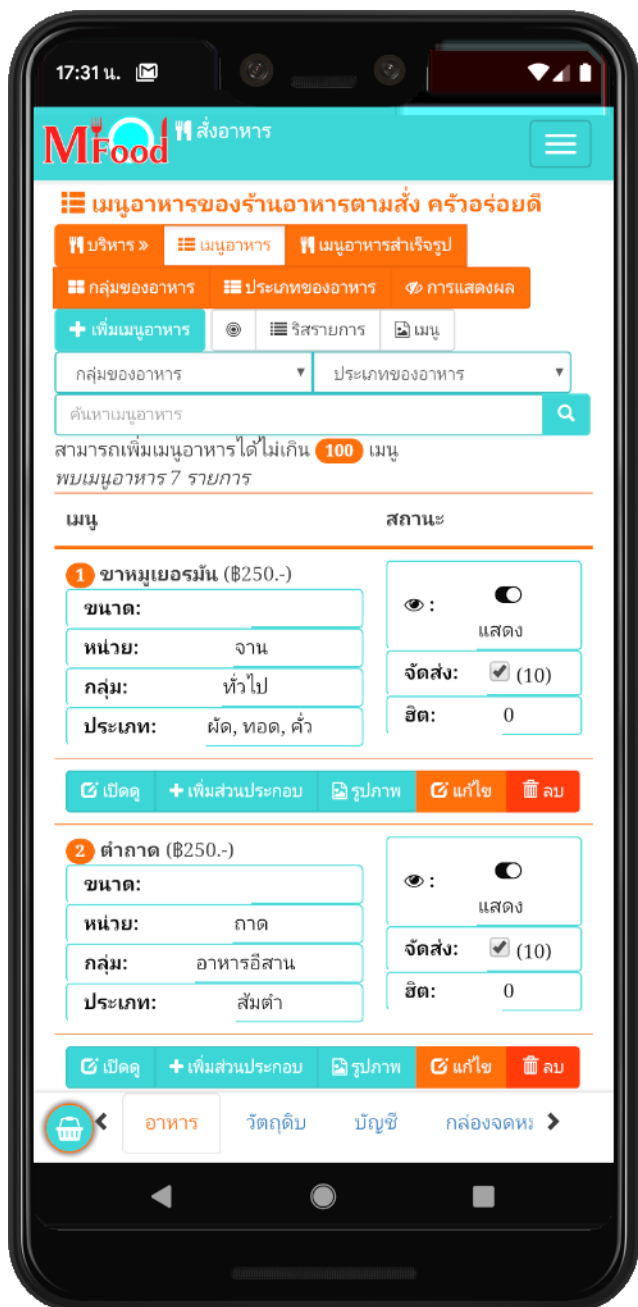 17:31 น.
MFood สั่งอาหาร
เมนูอาหารของร้านอาหารตามสั่ง ครัวอร่อยดี
บริหาร » เมนูอาหาร เมนูอาหารสำเร็จรูป
กลุ่มของอาหาร ประเภทของอาหาร การแสดงผล
+ เพิ่มเมนูอาหาร ริสรายการ เมนู
กลุ่มของอาหาร ประเภทของอาหาร
ค้นหาเมนูอาหาร
สามารถเพิ่มเมนูอาหารได้ไม่เกิน 100 เมนู
พบเมนูอาหาร 7 รายการ
เมนู สถานะ
1 ขาหมูเยอรมัน (฿250.-)
ขนาด:
หน่วย: จาน
กลุ่ม: ทั่วไป
ประเภท: ผัด, ทอด, คั่ว
: แสดง
จัดส่ง: (10)
ฮิต: 0
เปิดดู + เพิ่มส่วนประกอบ รูปภาพ แก้ไข ลบ
2 ตำถาด (฿250.-)
ขนาด:
หน่วย: ถาด
กลุ่ม: อาหารอีสาน
ประเภท: ส้มตำ
: แสดง
จัดส่ง: (10)
ฮิต: 0
เปิดดู + เพิ่มส่วนประกอบ รูปภาพ แก้ไข ลบ
อาหาร วัตถุดิบ บัญชี กล่องจดหม